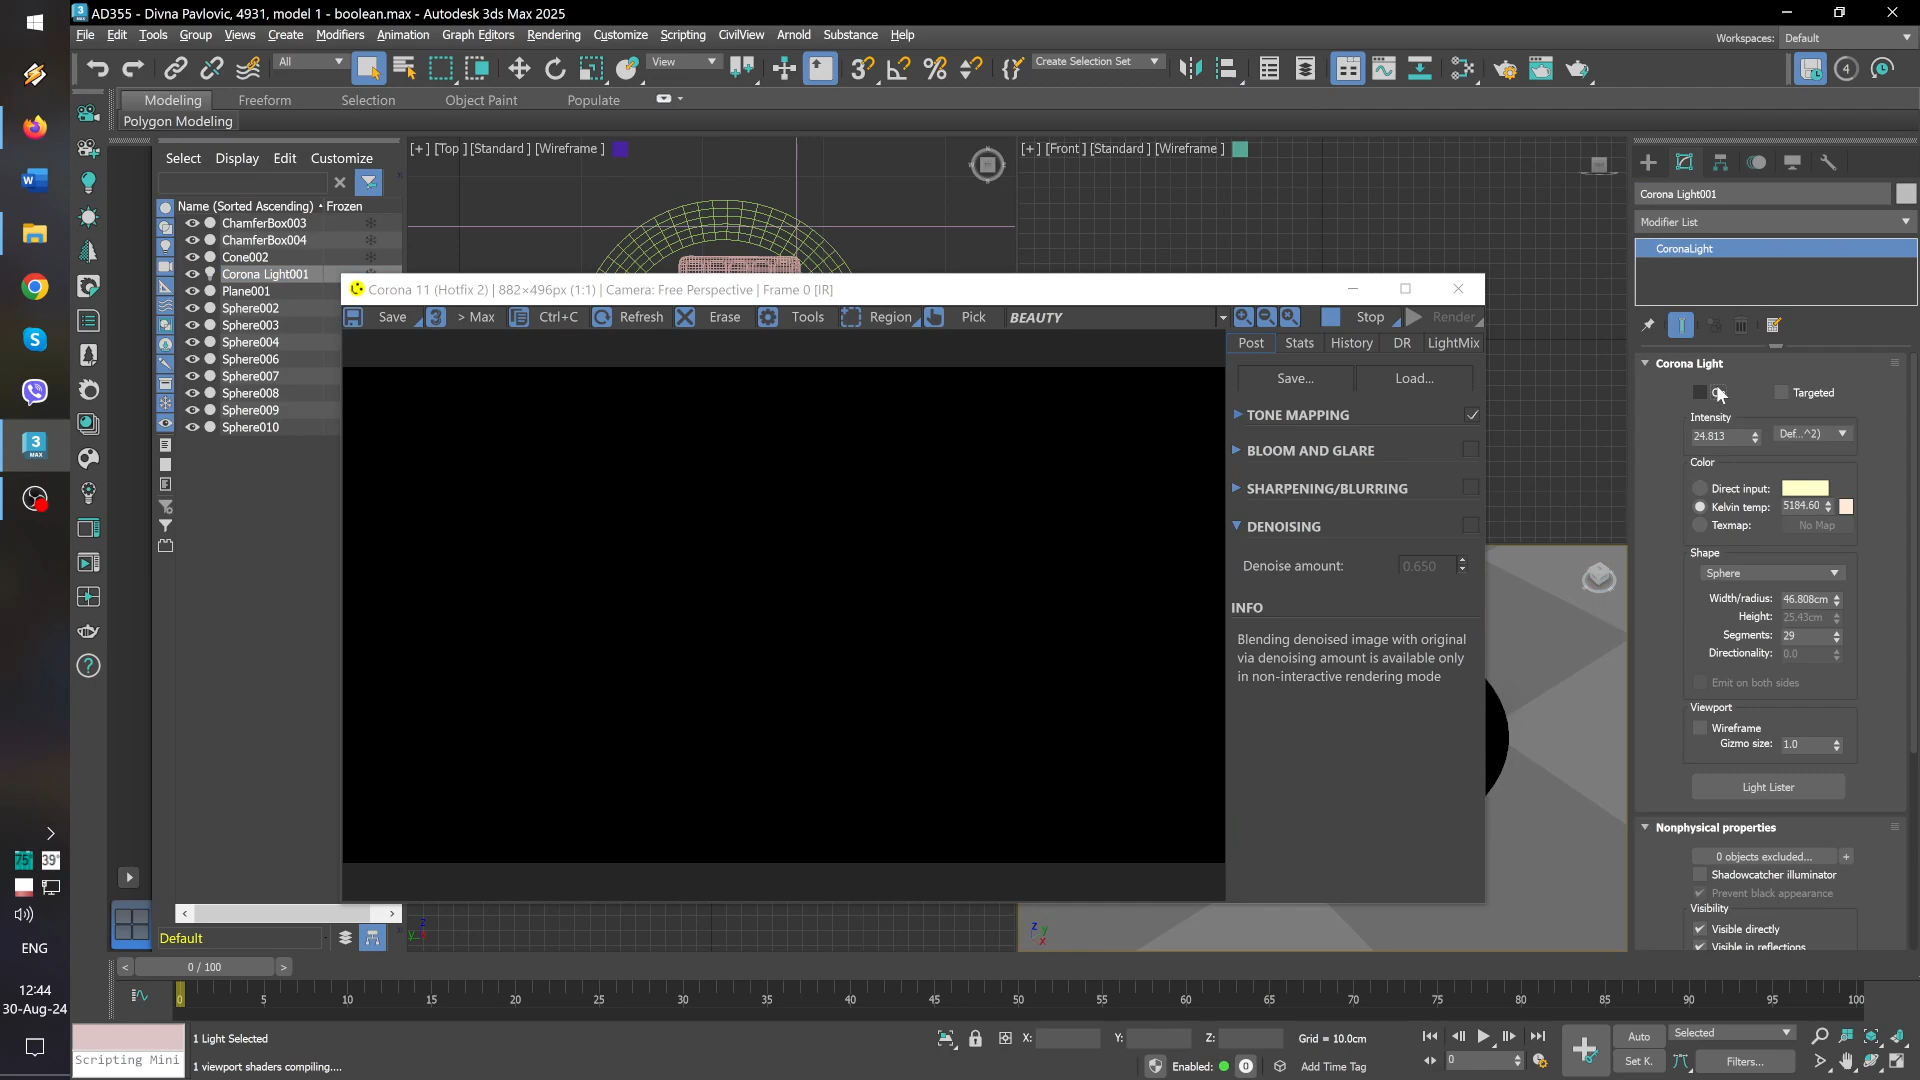 AD355 - Divna Pavlovic, 4931, model 1 - boolean.max - Autodesk 3ds Max 2025
File Edit Tools Group Views Create Modifiers Animation Graph Editors Rendering Customize Scripting CivilView Arnold Substance Help
Workspaces: Default
All View Create Selection Set
Modeling Freeform Selection Object Paint Populate
Polygon Modeling
Select Display Edit Customize
Name (Sorted Ascending) Frozen
ChamferBox003
ChamferBox004
Cone002
Corona Light001
Plane001
Sphere002
Sphere003
Sphere004
Sphere006
Sphere007
Sphere008
Sphere009
Sphere010
[+] [Top ] [Standard ] [Wireframe ]
[+] [Front ] [Standard ] [Wireframe ]
Corona 11 (Hotfix 2) | 882×496px (1:1) | Camera: Free Perspective | Frame 0 [IR]
Save > Max Ctrl+C Refresh Erase Tools Region Pick BEAUTY Stop Render
Post Stats History DR LightMix
Save... Load...
TONE MAPPING
BLOOM AND GLARE
SHARPENING/BLURRING
DENOISING
Denoise amount: 0.650
INFO
Blending denoised image with original
via denoising amount is available only
in non-interactive rendering mode
Corona Light001
Modifier List
CoronaLight
Corona Light
Targeted
Intensity
24.813 Def...^2)
Color
Direct input:
Kelvin temp: 5184.60
Texmap: No Map
Shape
Sphere
Width/radius: 46.808cm
Height: 25.43cm
Segments: 29
Directionality: 0.0
Emit on both sides
Viewport
Wireframe
Gizmo size: 1.0
Light Lister
Nonphysical properties
0 objects excluded... +
Shadowcatcher illuminator
Prevent black appearance
Visibility
Visible directly
Visible in reflections
75° 39°
ENG
12:44
30-Aug-24
Default
0 / 100
0 5 10 15 20 25 30 35 40 45 50 55 60 65 70 75 80 85 90 95 100
Scripting Mini
1 Light Selected
1 viewport shaders compiling....
X: Y: Z: Grid = 10.0cm
Enabled: 0 Add Time Tag
0
Auto Selected
Set K. Filters...